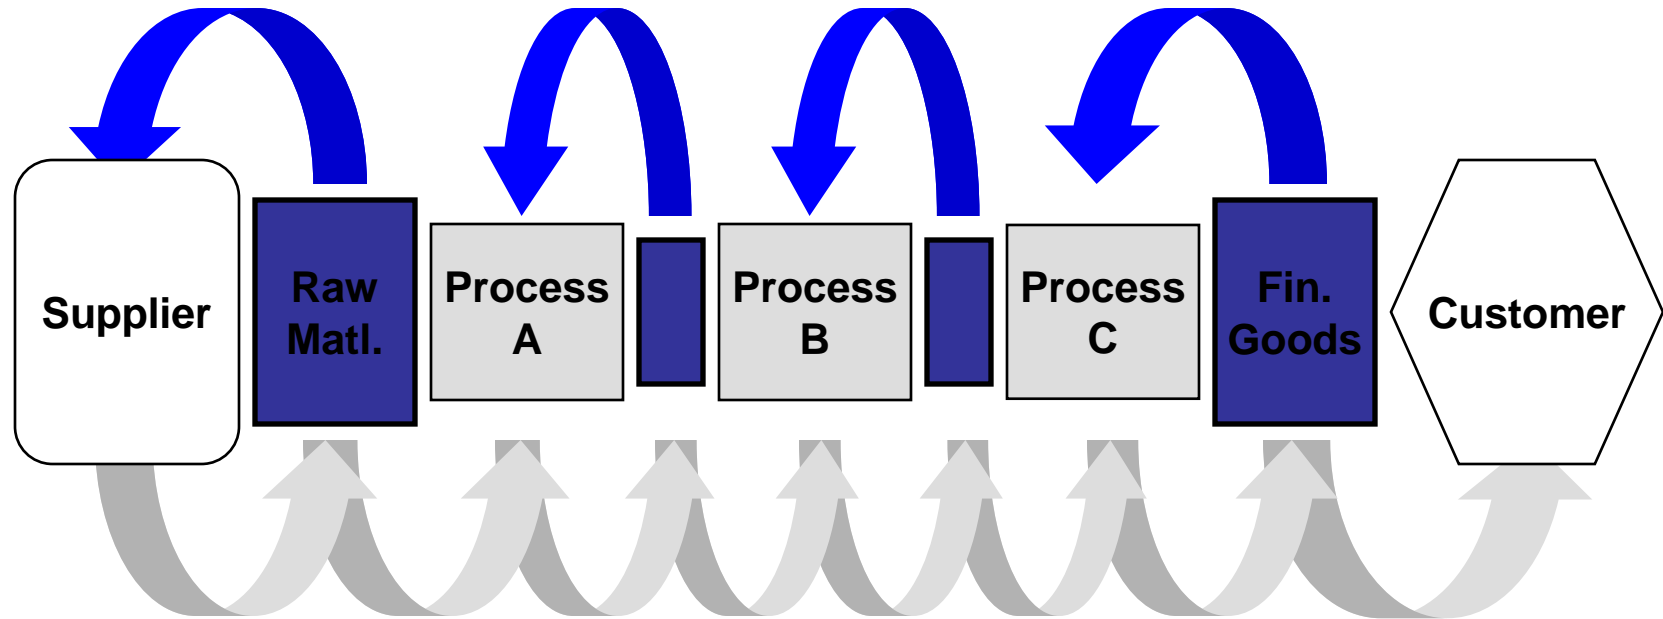 Supplier
Raw
Matl.
Process
A
Process
B
Process
C
Fin.
Goods
Customer